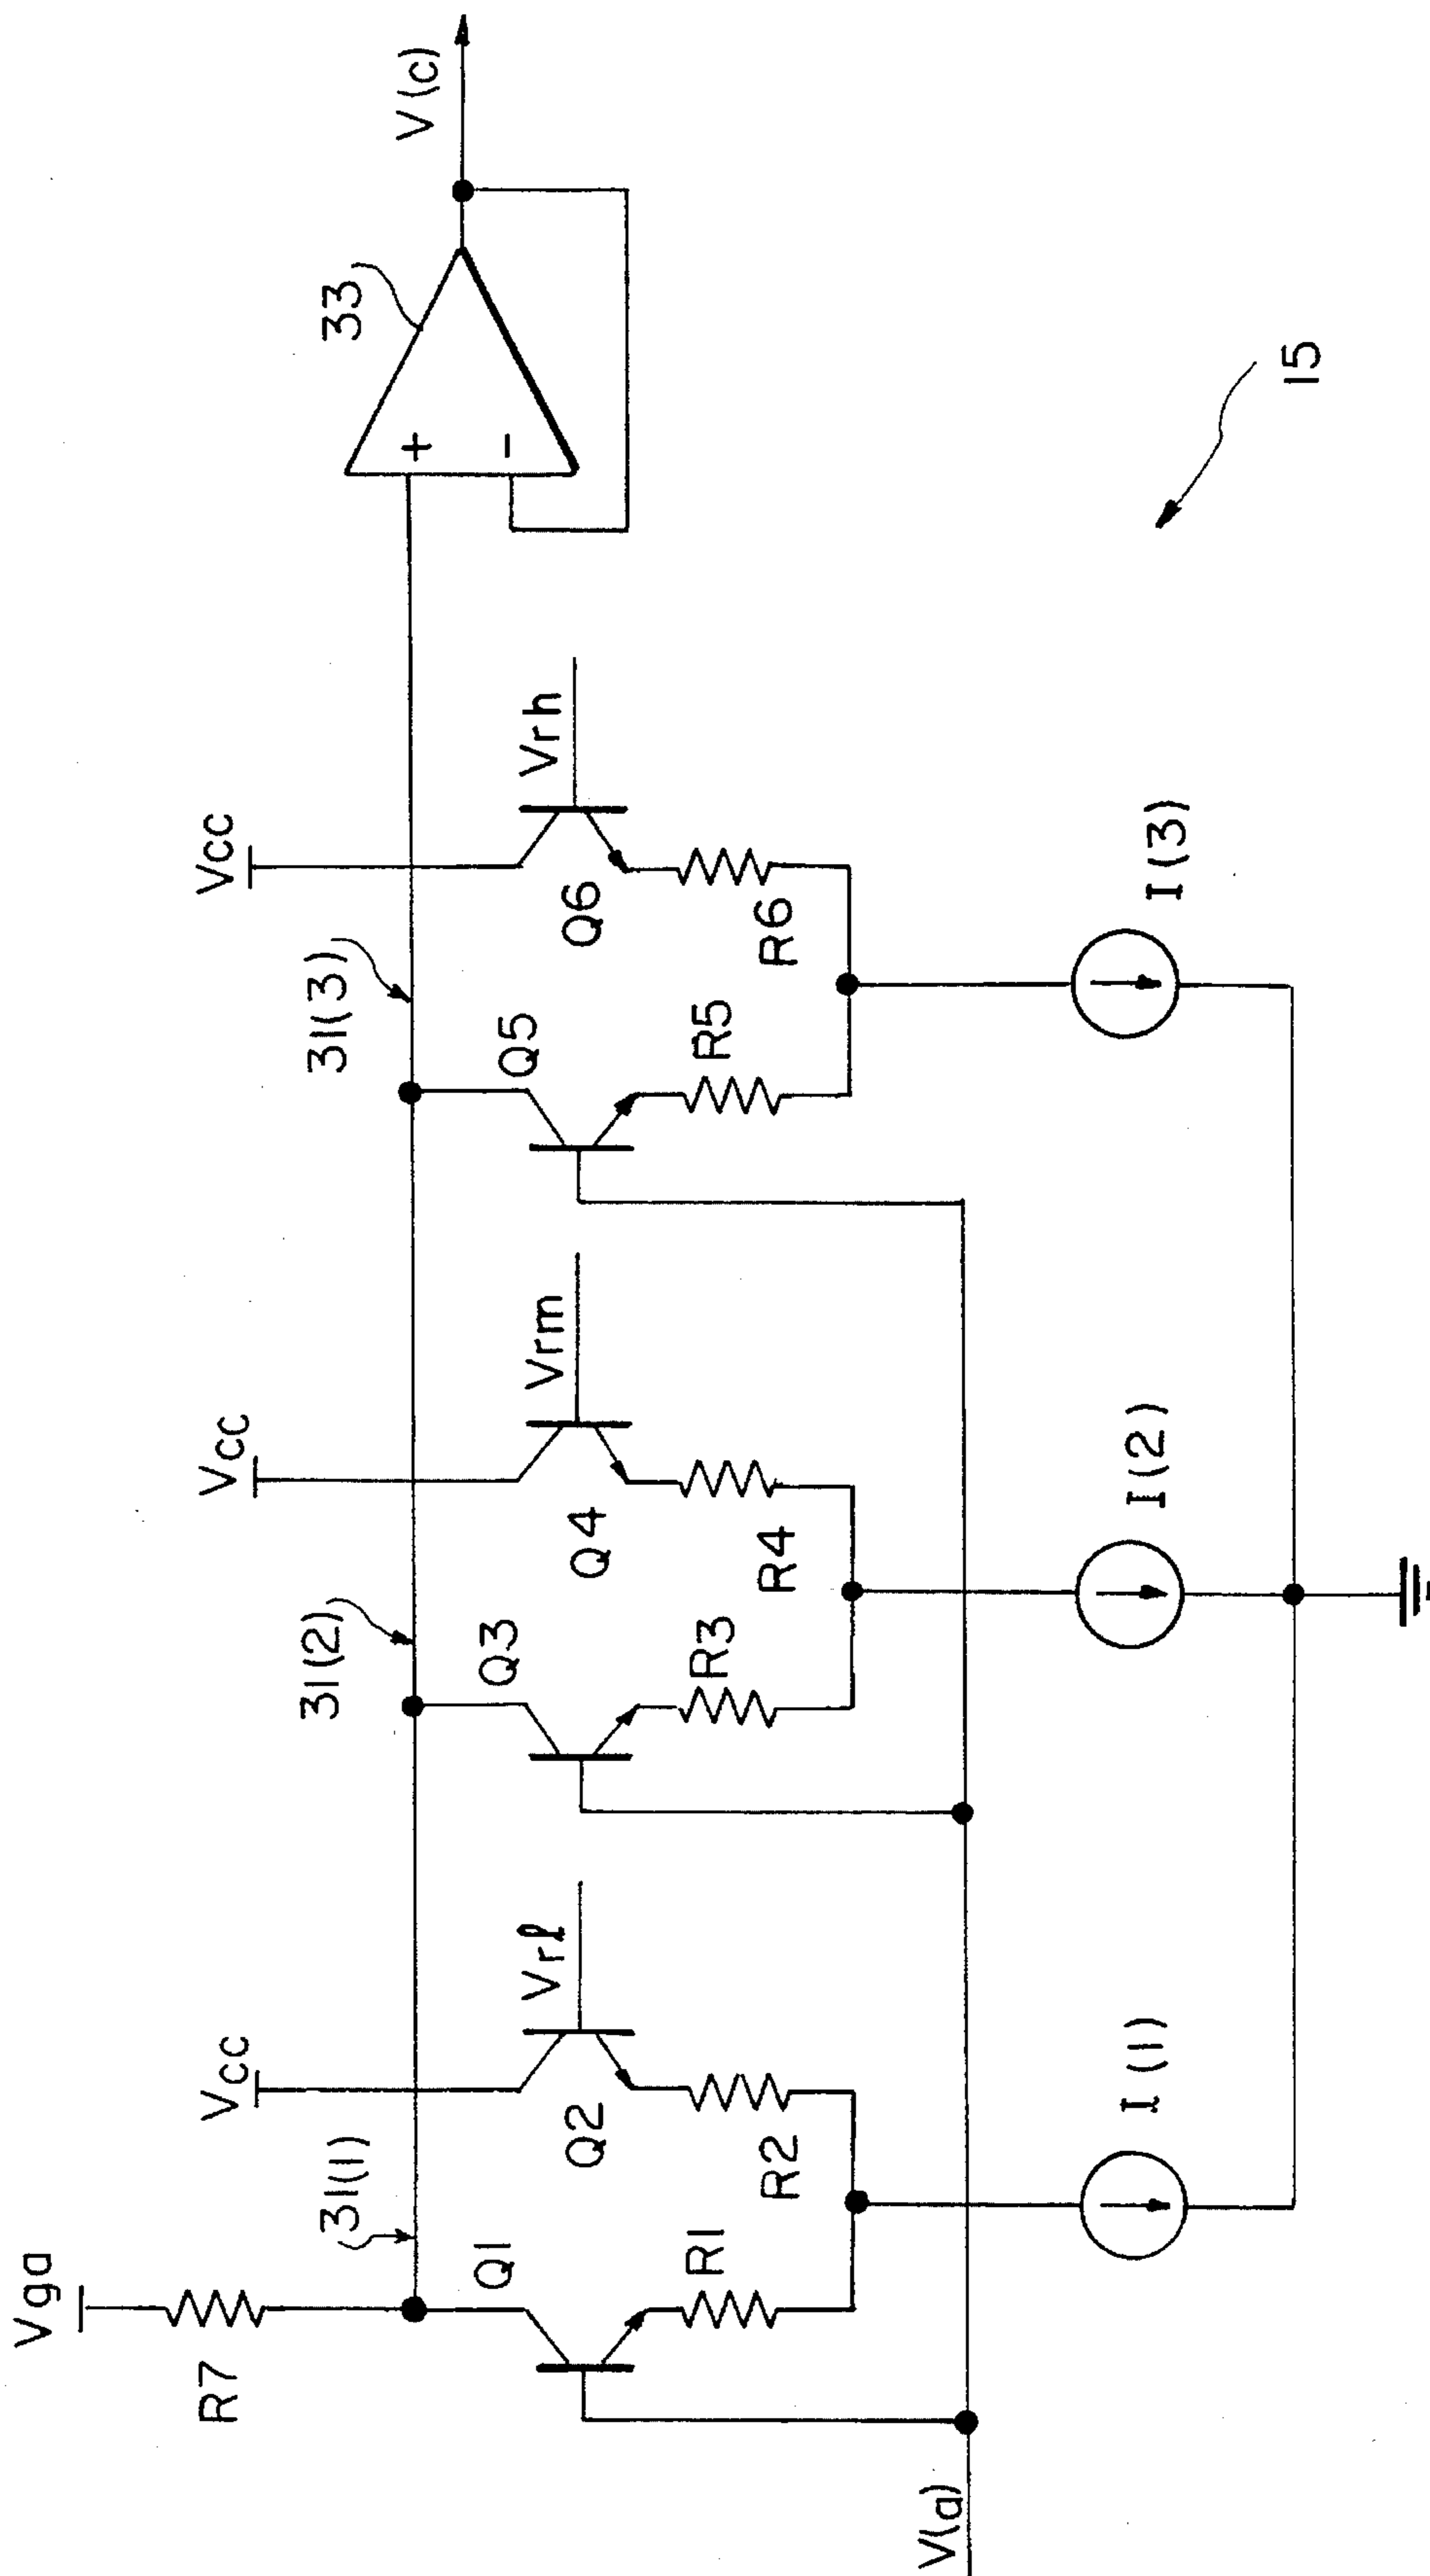 Vga
R7
31(1)
Vcc
31(2)
Vcc
31(3)
Vcc
33
V(c)
Q1
Q2
Vrl
Q3
Q4
Vrm
Q5
Q6
Vrh
+
-
R1
R2
R3
R4
R5
R6
V(a)
I(1)
I(2)
I(3)
15